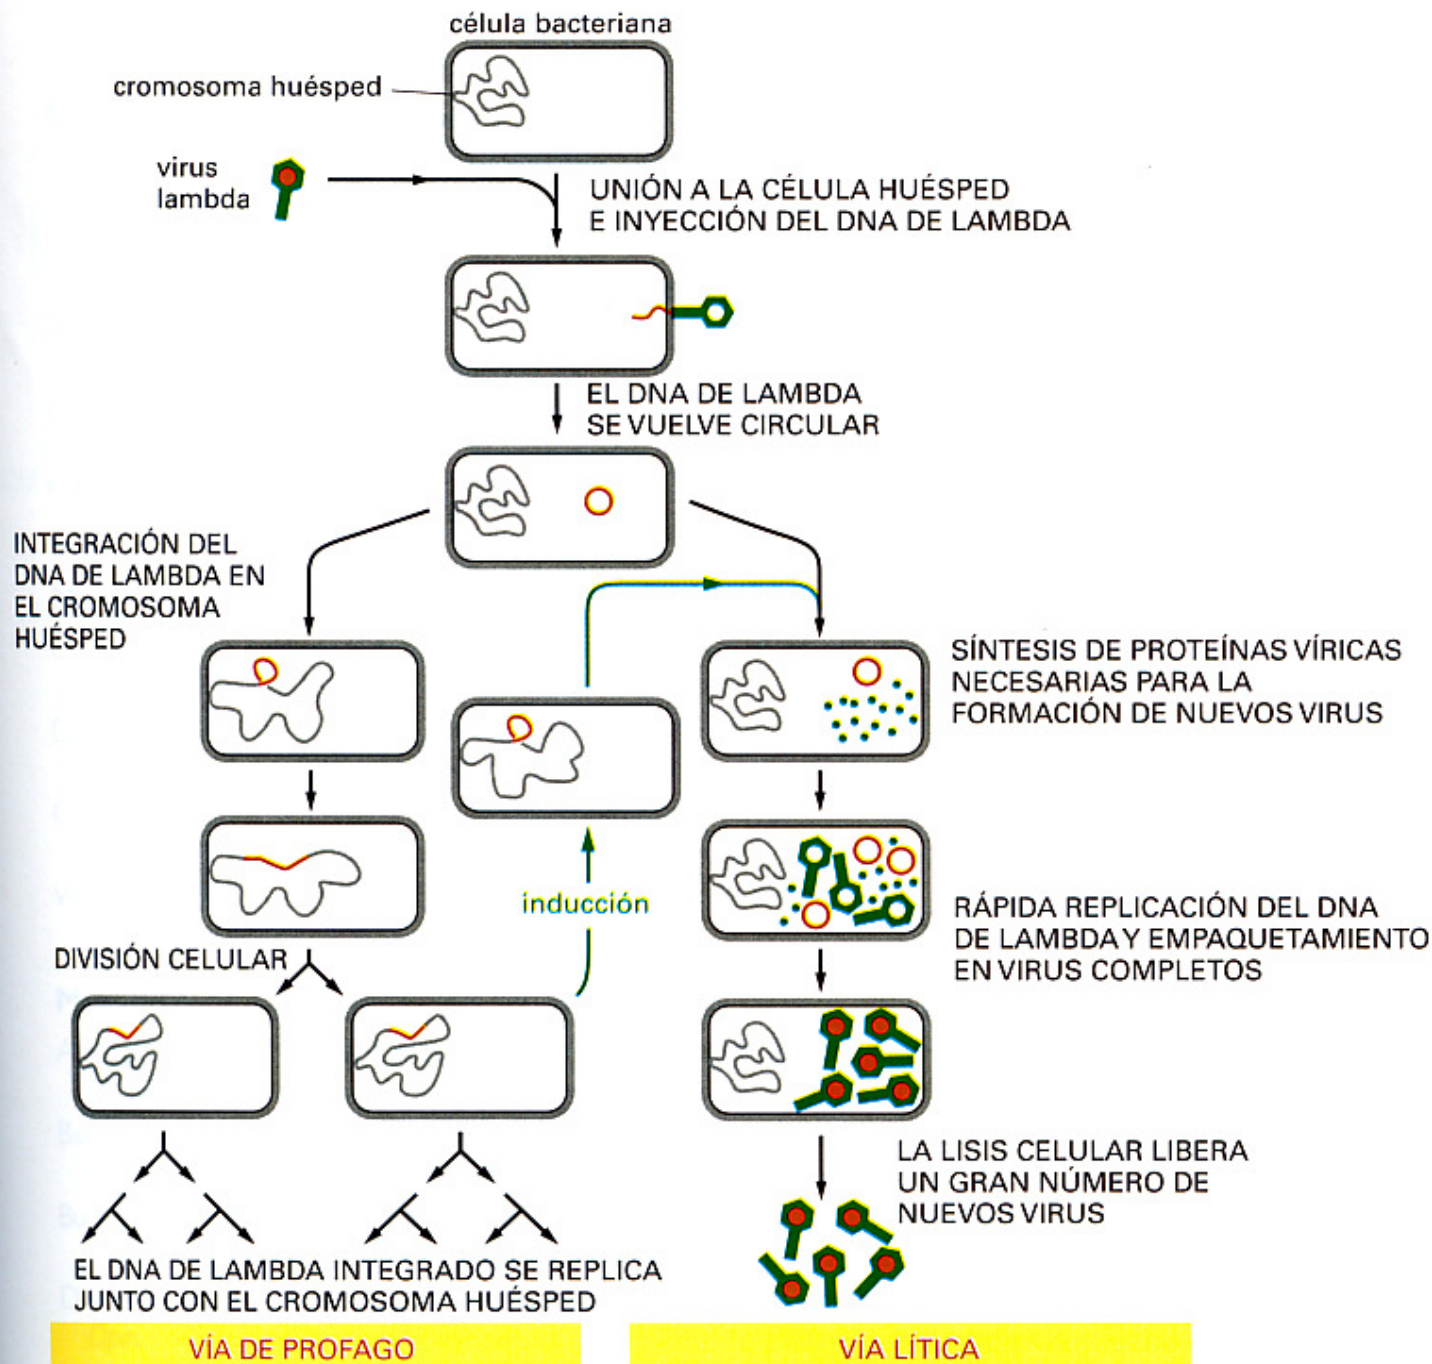 célula bacteriana
cromosoma huésped
virus
lambda
UNIÓN A LA CÉLULA HUÉSPED
E INYECCIÓN DEL DNA DE LAMBDA
EL DNA DE LAMBDA
SE VUELVE CIRCULAR
INTEGRACIÓN DEL
DNA DE LAMBDA EN
EL CROMOSOMA
HUÉSPED
SÍNTESIS DE PROTEÍNAS VÍRICAS
NECESARIAS PARA LA
FORMACIÓN DE NUEVOS VIRUS
inducción
RÁPIDA REPLICACIÓN DEL DNA
DE LAMBDA Y EMPAQUETAMIENTO
EN VIRUS COMPLETOS
DIVISIÓN CELULAR
LA LISIS CELULAR LIBERA
UN GRAN NÚMERO DE
NUEVOS VIRUS
EL DNA DE LAMBDA INTEGRADO SE REPLICA
JUNTO CON EL CROMOSOMA HUÉSPED
VÍA DE PROFAGO
VÍA LÍTICA